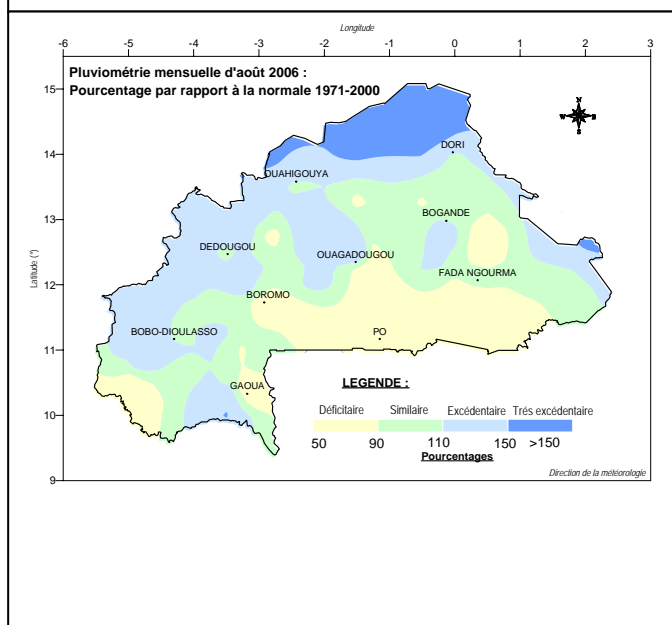 Longitude
-6 -5 -4 -3 -2 -1 0 1 2 3
Pluviométrie mensuelle d'août 2006 :
Pourcentage par rapport à la normale 1971-2000
15
N
W E
S
14
DORI
OUAHIGOUYA
13
BOGANDE
DEDOUGOU
OUAGADOUGOU
Latitude (°)
FADA NGOURMA
12
BOROMO
BOBO-DIOULASSO
PO
11
GAOUA
LEGENDE :
10
Déficitaire Similaire Excédentaire Trés excédentaire
50 90 110 150 >150
Pourcentages
9
Direction de la météorologie